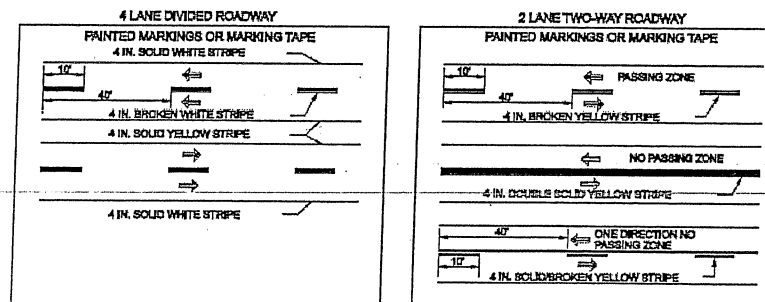 4 LANE DIVIDED ROADWAY
PAINTED MARKINGS OR MARKING TAPE
4 IN. SOLID WHITE STRIPE
10'
40'
4 IN. BROKEN WHITE STRIPE
4 IN. SOLID YELLOW STRIPE
4 IN. SOLID WHITE STRIPE
2 LANE TWO-WAY ROADWAY
PAINTED MARKINGS OR MARKING TAPE
10'
PASSING ZONE
40'
4 IN. BROKEN YELLOW STRIPE
NO PASSING ZONE
4 IN. DOUBLE SOLID YELLOW STRIPE
40'
ONE DIRECTION NO
PASSING ZONE
10'
4 IN. SOLID/BROKEN YELLOW STRIPE